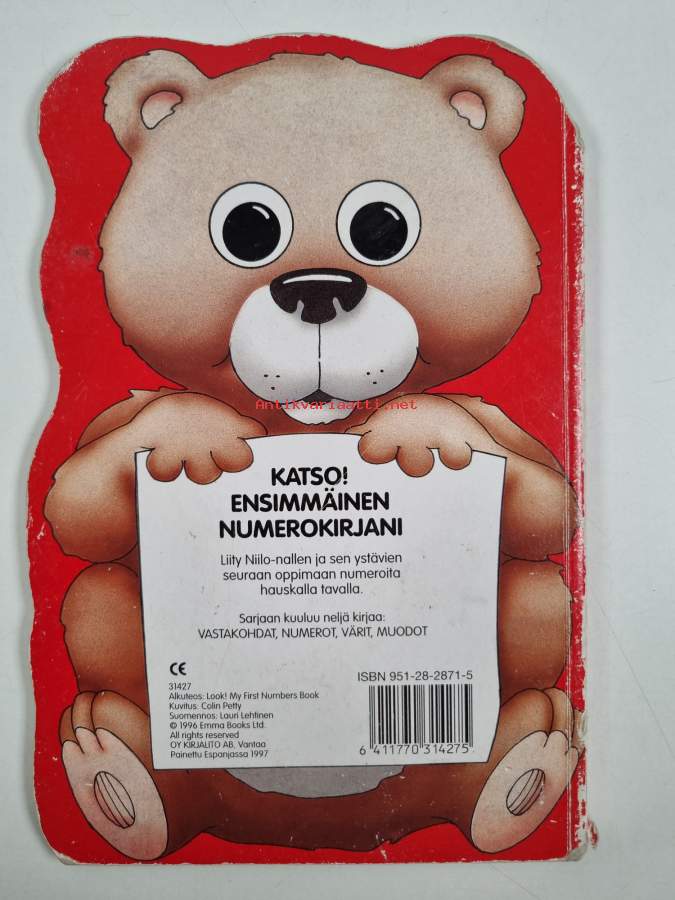 Antikvariaatti.net
KATSO!
ENSIMMÄINEN
NUMEROKIRJANI
Liity Niilo-nallen ja sen ystävien
seuraan oppimaan numeroita
hauskalla tavalla.
Sarjaan kuuluu neljä kirjaa:
VASTAKOHDAT, NUMEROT, VÄRIT, MUODOT
CE
31427
Alkuteos: Look! My First Numbers Book
Kuvitus: Colin Petty
Suomennos: Lauri Lehtinen
© 1996 Emma Books Ltd.
All rights reserved
OY KIRJALITO AB, Vantaa
Painettu Espanjassa 1997
ISBN 951-28-2871-5
6 411770 314275